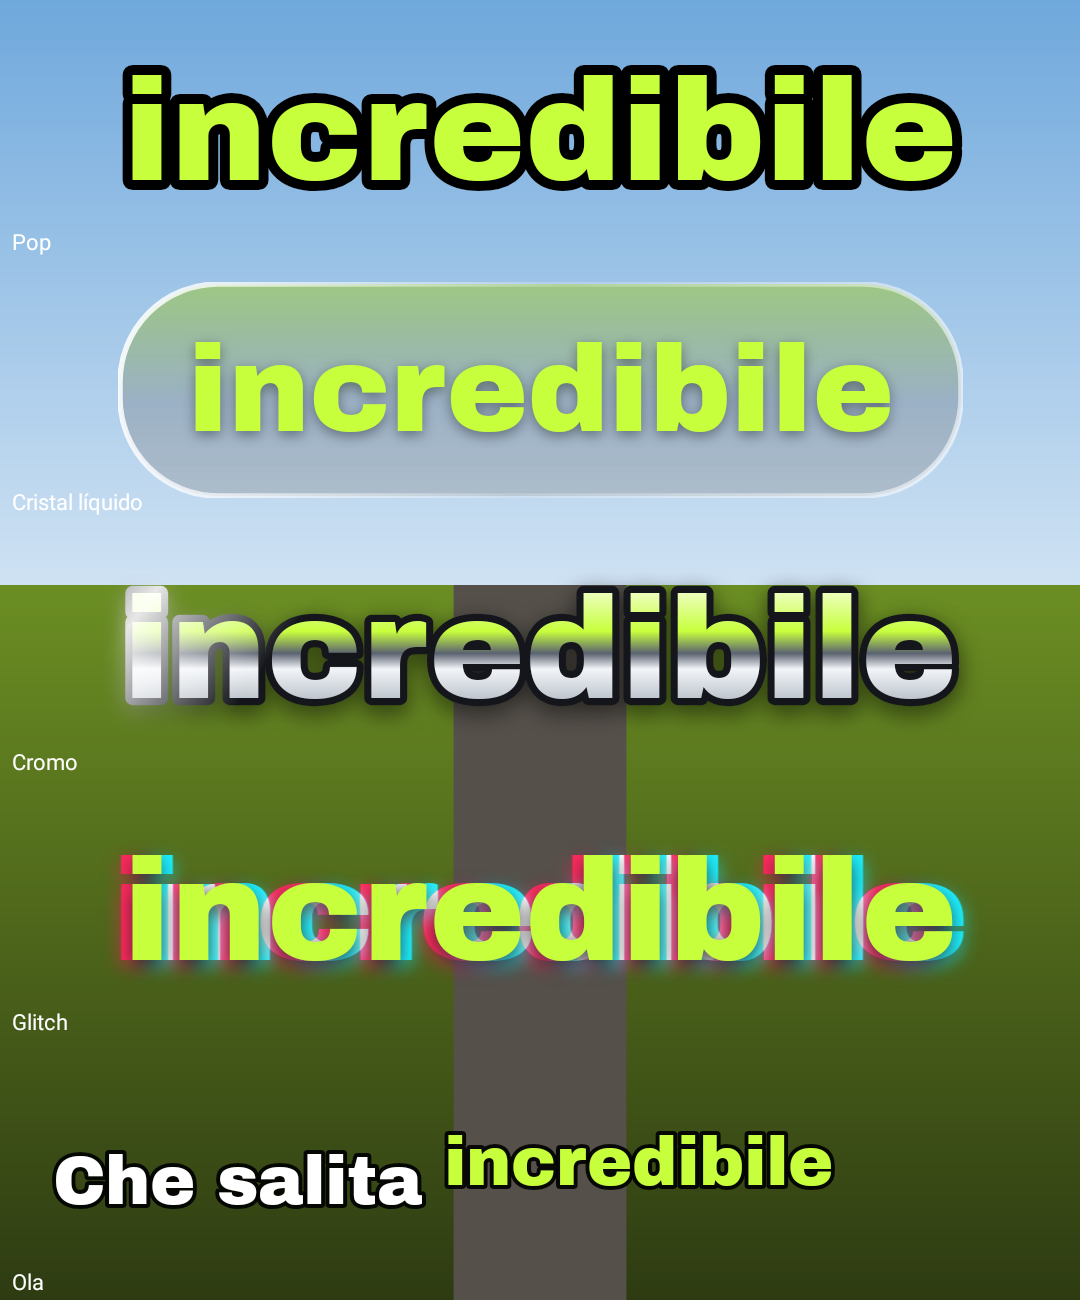 incredibile
Pop
incredibile
Cristal líquido
incredibile
Cromo
incredibile
Glitch
Che salita incredibile
Ola